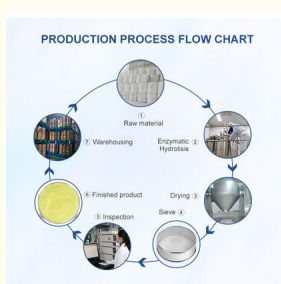 PRODUCTION PROCESS FLOW CHART
① Raw material
② Enzymatic
Hydrolisis
③ Drying
④ Sieve
⑤ Inspection
⑥ Finished product
⑦ Warehousing